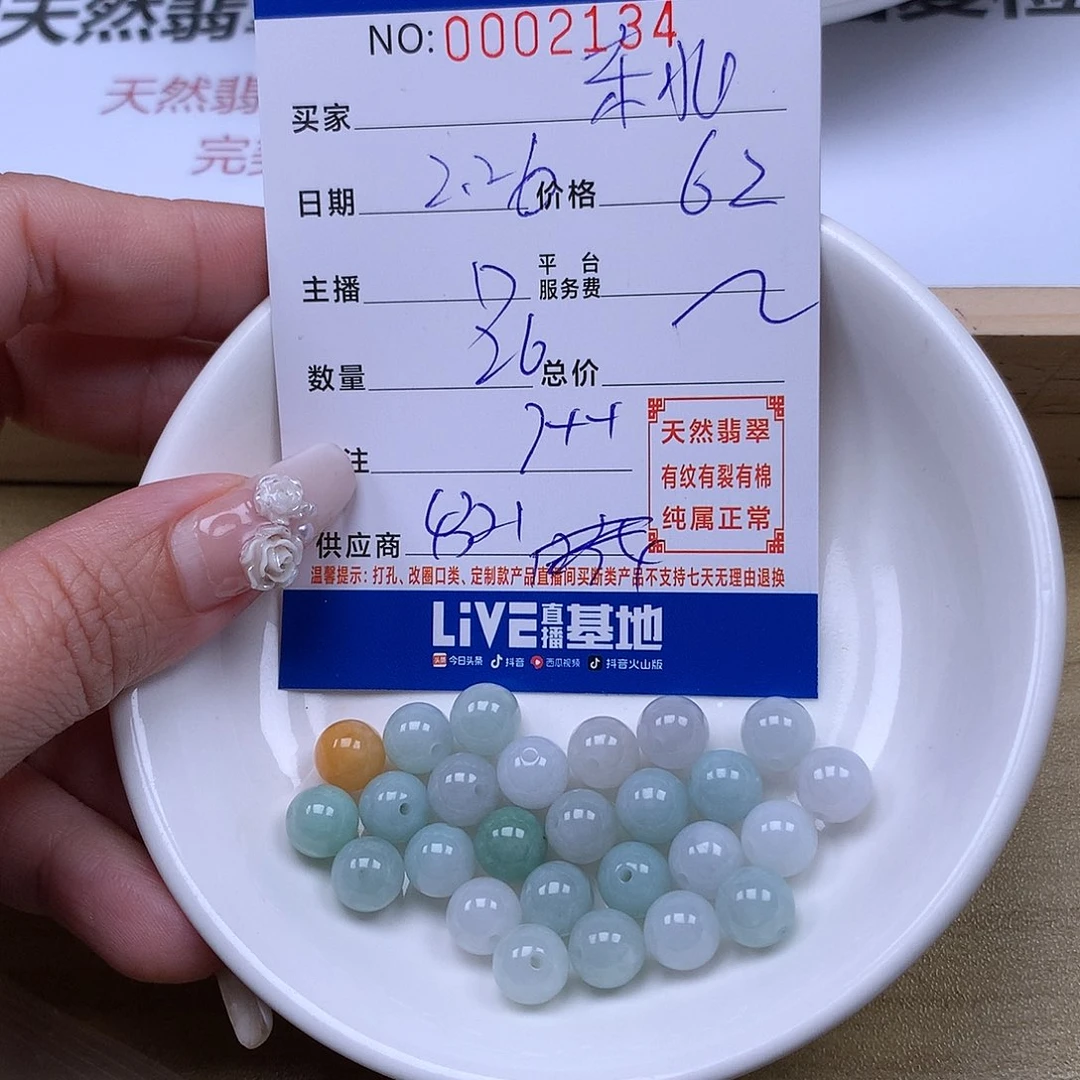 天然翡
天然翡
完
NO:0002134
买家 东北
日期 2.26 价格 62
主播 平台服务费
数量 26 总价
注
供应商
天然翡翠
有纹有裂有棉
纯属正常
温馨提示:打孔、改圈口类、定制款产品直播间买断类产品不支持七天无理由退换
LiVE直播基地
今日头条 抖音 西瓜视频 抖音火山版